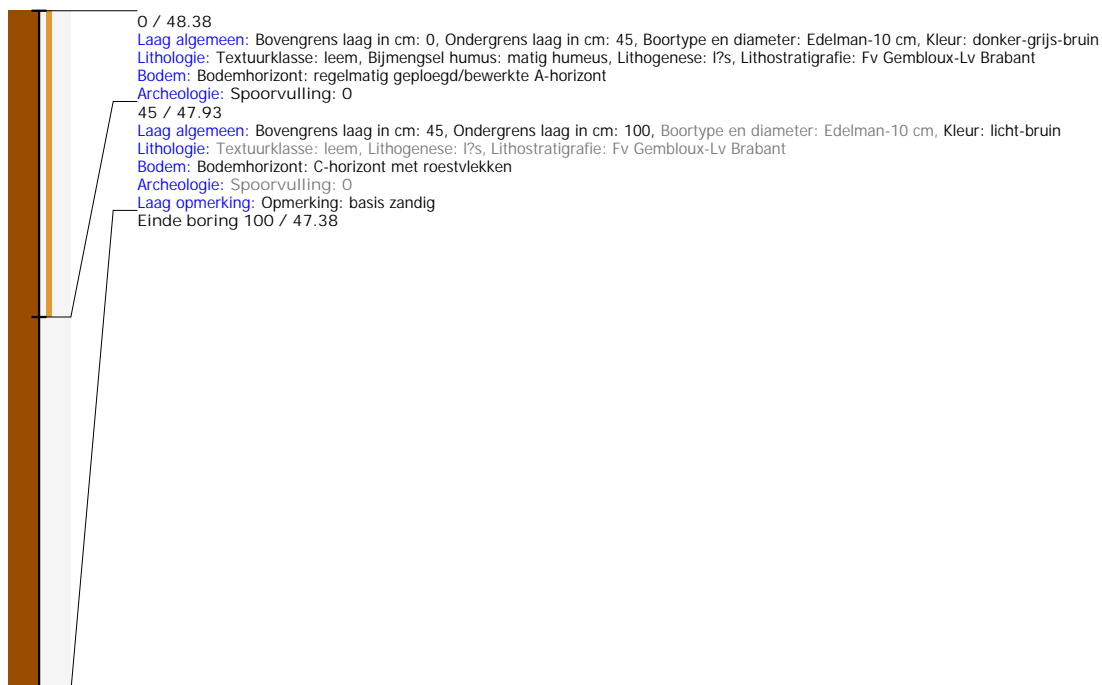 0 / 48.38
Laag algemeen: Bovengrens laag in cm: 0, Ondergrens laag in cm: 45, Boortype en diameter: Edelman-10 cm, Kleur: donker-grijs-bruin
Lithologie: Textuurklasse: leem, Bijmengsel humus: matig humeus, Lithogenese: l?s, Lithostratigrafie: Fv Gembloux-Lv Brabant
Bodem: Bodemhorizont: regelmatig geploegd/bewerkte A-horizont
Archeologie: Spoorvulling: 0
45 / 47.93
Laag algemeen: Bovengrens laag in cm: 45, Ondergrens laag in cm: 100, Boortype en diameter: Edelman-10 cm, Kleur: licht-bruin
Lithologie: Textuurklasse: leem, Lithogenese: l?s, Lithostratigrafie: Fv Gembloux-Lv Brabant
Bodem: Bodemhorizont: C-horizont met roestvlekken
Archeologie: Spoorvulling: 0
Laag opmerking: Opmerking: basis zandig
Einde boring 100 / 47.38